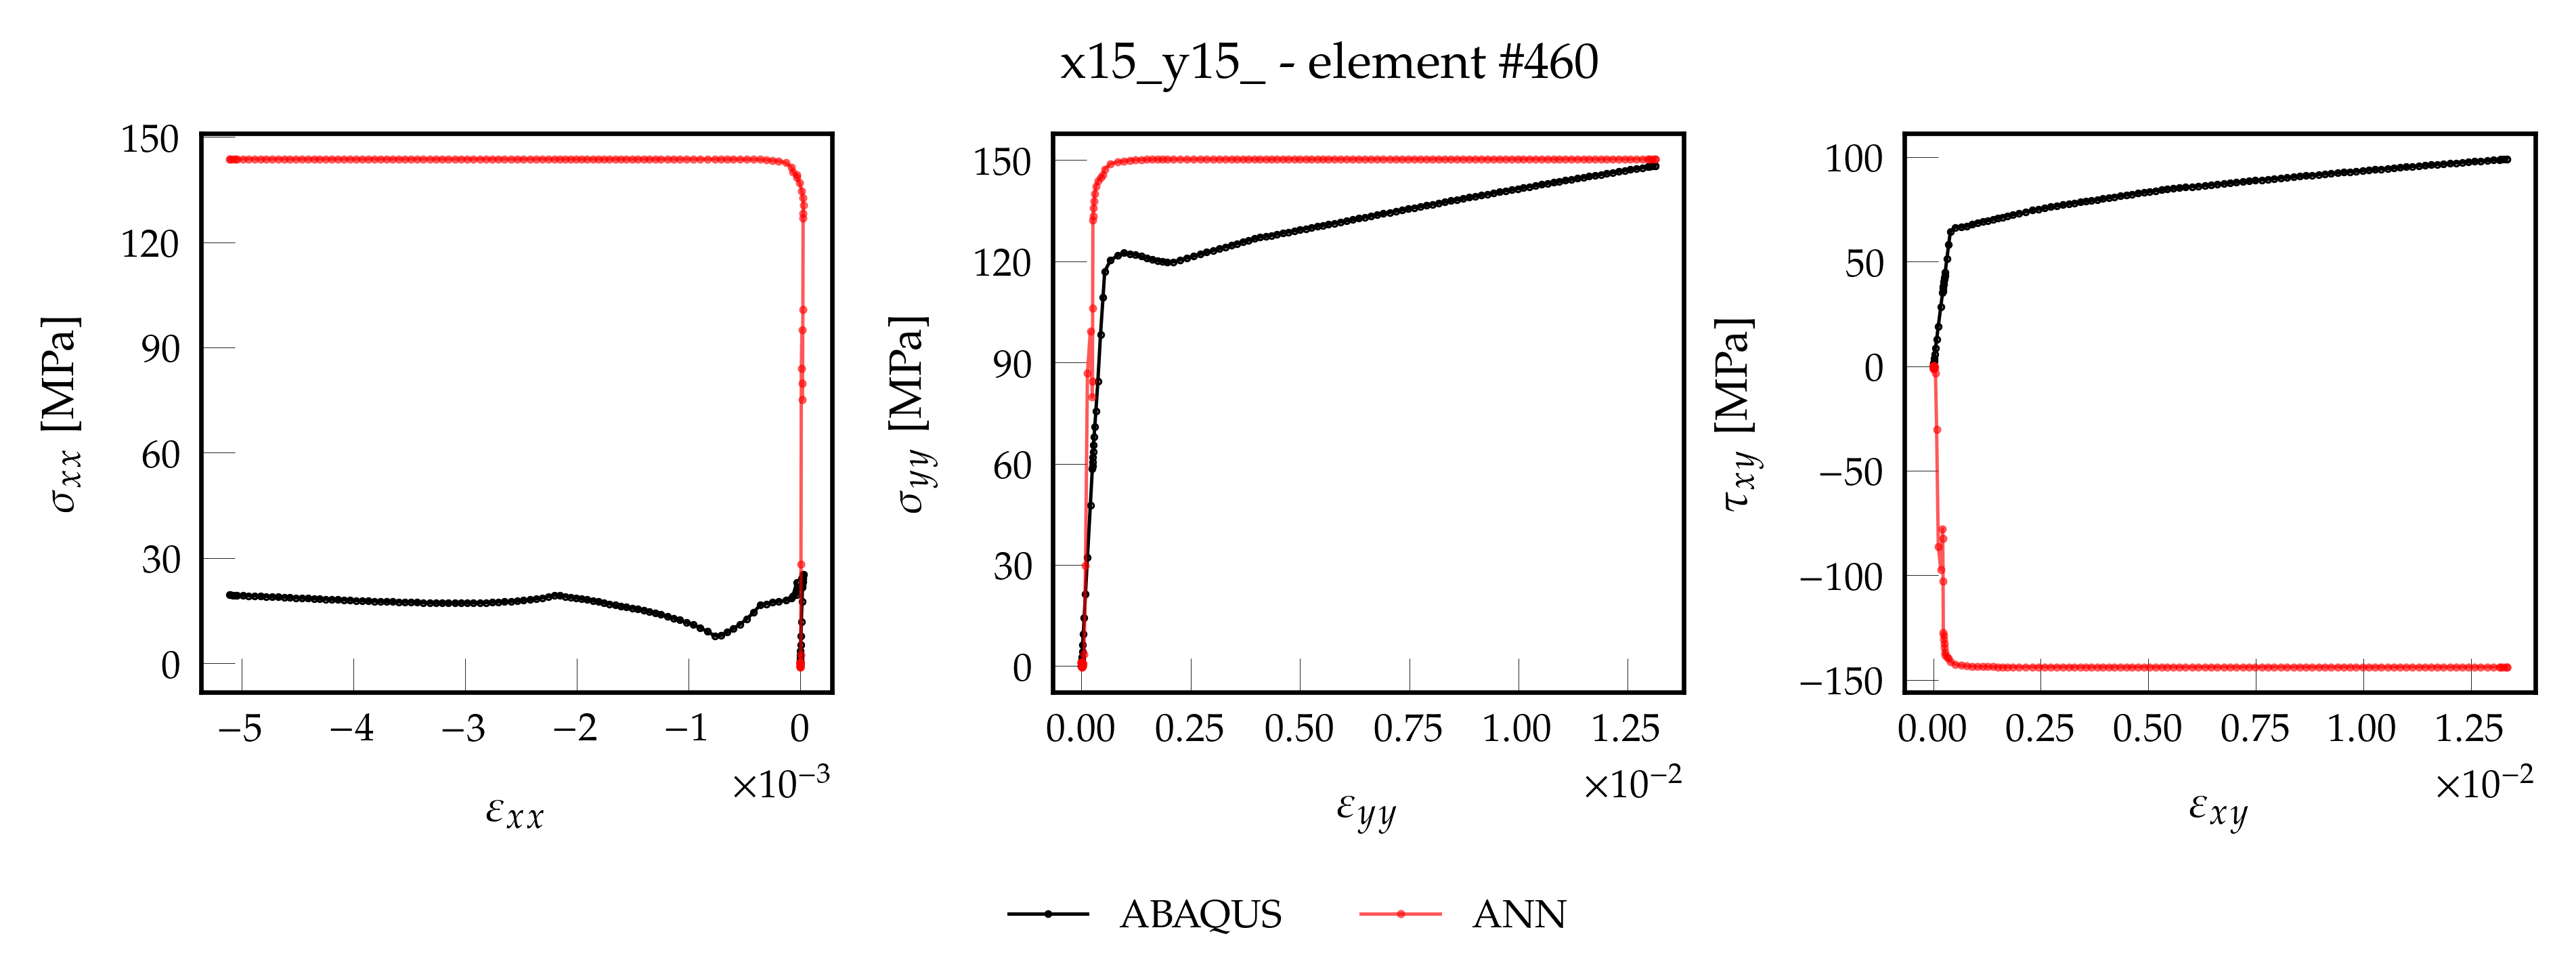 x15_y15_ - element #460
σxx [MPa]
150
120
90
60
30
0
−5 −4 −3 −2 −1 0
×10−3
εxx
σyy [MPa]
150
120
90
60
30
0
0.00 0.25 0.50 0.75 1.00 1.25
×10−2
εyy
τxy [MPa]
100
50
0
−50
−100
−150
0.00 0.25 0.50 0.75 1.00 1.25
×10−2
εxy
ABAQUS ANN